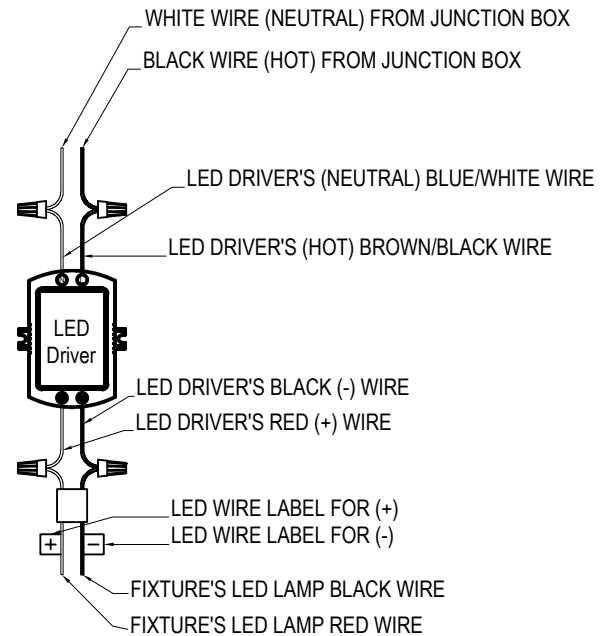 WHITE WIRE (NEUTRAL) FROM JUNCTION BOX
BLACK WIRE (HOT) FROM JUNCTION BOX
LED DRIVER'S (NEUTRAL) BLUE/WHITE WIRE
LED DRIVER'S (HOT) BROWN/BLACK WIRE
LED
Driver
LED DRIVER'S BLACK (-) WIRE
LED DRIVER'S RED (+) WIRE
LED WIRE LABEL FOR (+)
LED WIRE LABEL FOR (-)
+ −
FIXTURE'S LED LAMP BLACK WIRE
FIXTURE'S LED LAMP RED WIRE